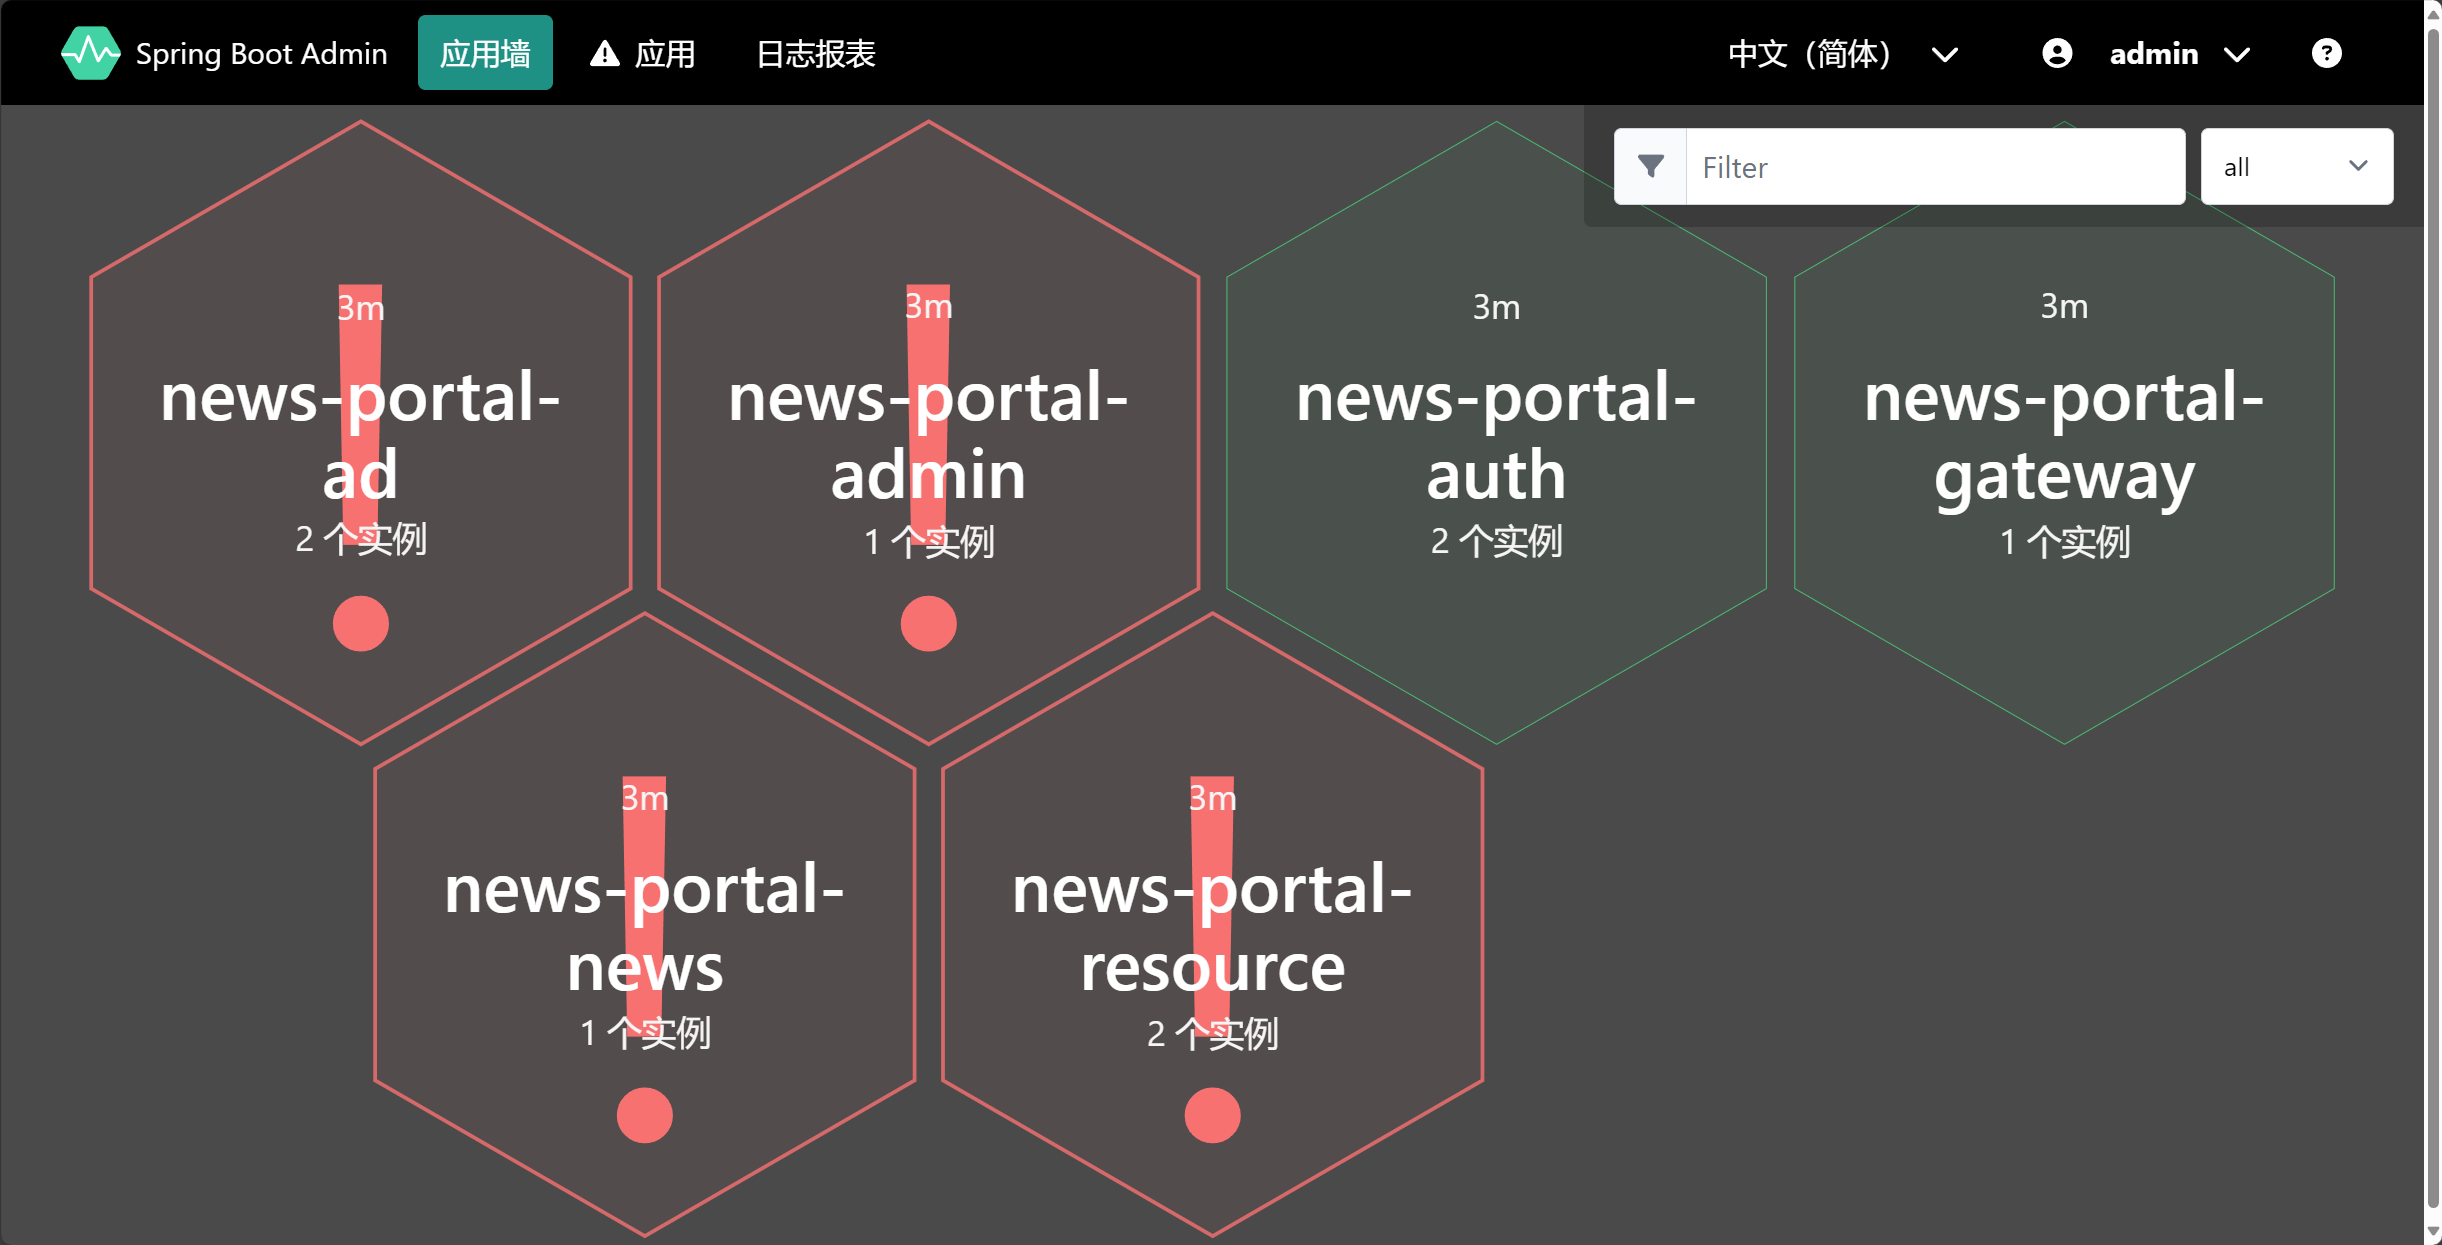 Spring Boot Admin
应用墙
应用
日志报表
中文（简体）
admin
Filter
all
3m
news-portal-
ad
2 个实例
3m
news-portal-
admin
1 个实例
3m
news-portal-
auth
2 个实例
3m
news-portal-
gateway
1 个实例
3m
news-portal-
news
1 个实例
3m
news-portal-
resource
2 个实例